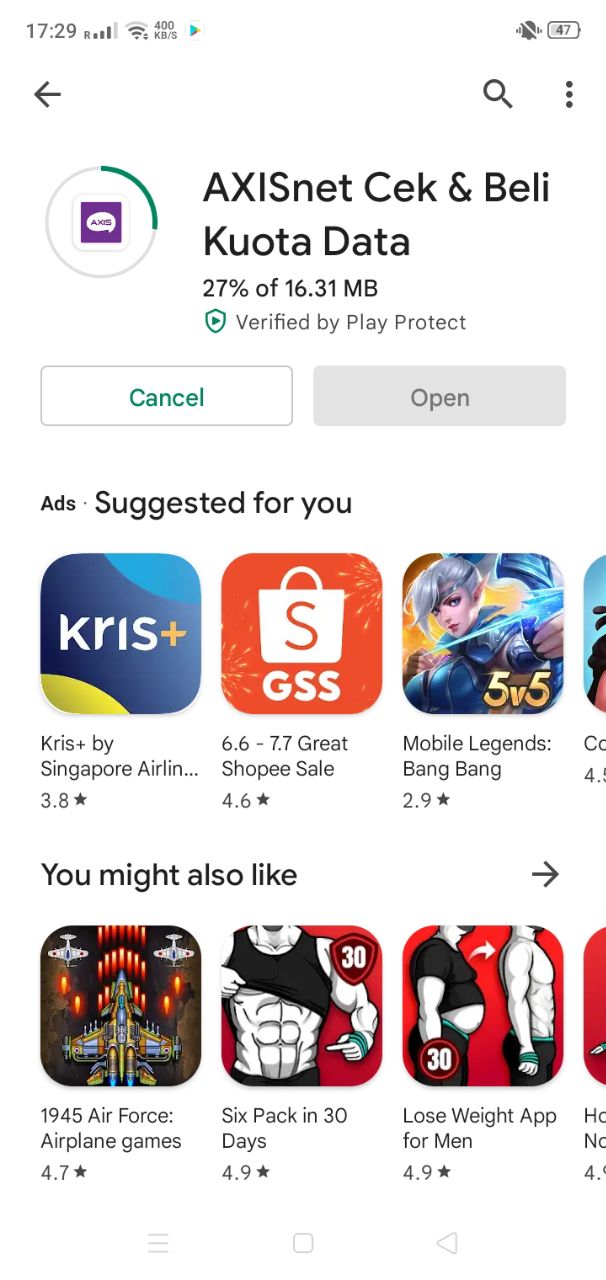 17:29 R 400 KB/S 47
AXIS
AXISnet Cek & Beli
Kuota Data
27% of 16.31 MB
Verified by Play Protect
Cancel Open
Ads · Suggested for you
KrIS+ S GSS 5v5
Kris+ by 6.6 - 7.7 Great Mobile Legends: Co
Singapore Airlin... Shopee Sale Bang Bang
3.8 ★ 4.6 ★ 2.9 ★ 4.5
You might also like
30 30
1945 Air Force: Six Pack in 30 Lose Weight App Ho
Airplane games Days for Men No
4.7 ★ 4.9 ★ 4.9 ★ 4.9